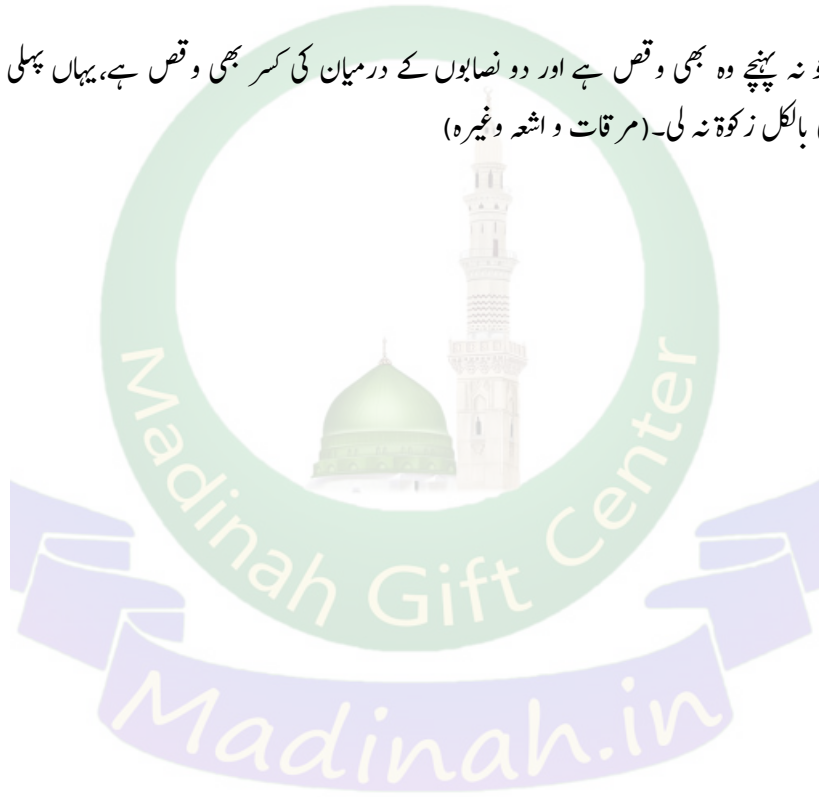 نہ پہنچے وہ بھی وقص ہے اور دو نصابوں کے درمیان کی کسر بھی وقص ہے،یہاں پہلی
بالکل زکوۃ نہ لی۔(مرقات و اشعہ وغیرہ)
Madinah Gift Center
Madinah.in